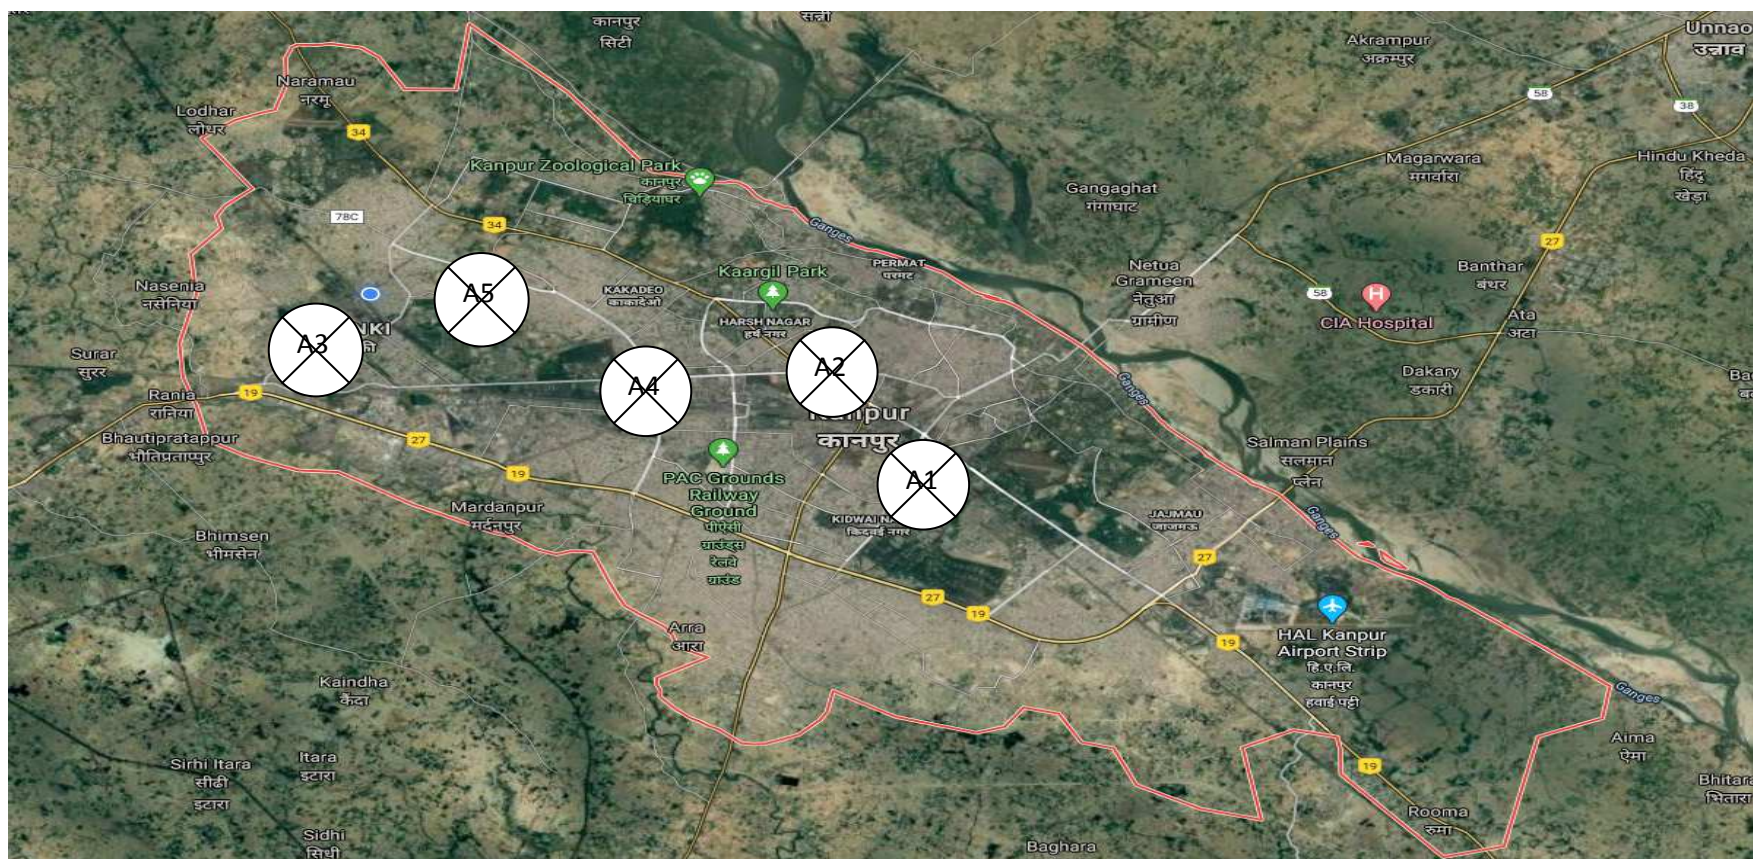 कानपुर
सिटी
Akrampur
अक्रम्पुर
Unnao
उन्नाव
Naramau
नरमू
Lodhar
लोधर
34
58
38
Kanpur Zoological Park
कानपुर
चिड़ियाघर
Magarwara
मगर्वारा
Hindu Kheda
हिंदू
खेड़ा
Gangaghat
गंगाघाट
78C
34
Ganges
27
Kaargil Park
PERMAT
परमट
Netua
Grameen
नेतुआ
ग्रामीण
Banthar
बंथर
Nasenia
नसेनिया
KAKADEO
काकादेओ
A5
58
CIA Hospital
Ata
अटा
HARSH NAGAR
हर्ष नगर
NKI
की
A3
Surar
सुरर
A2
A4
Dakary
डकारी
Ganges
Rania
रानिया
19
Kanpur
कानपुर
Bhautipratappur
भौतिप्रताप्पुर
27
Salman Plains
सलमान
प्लेन
19
A1
PAC Grounds
Railway
Ground
पीऐसी
ग्राउंड्स
रेलवे
ग्राउंड
Mardanpur
मर्दनपुर
KIDWAI NA
किदवई नगर
JAJMAU
जाजमऊ
Ganges
Bhimsen
भीमसेन
27
27
19
HAL Kanpur
Airport Strip
हि.ए.लि.
कानपुर
हवाई पट्टी
19
Arra
आरा
Kaindha
कैंदा
Ganges
Aima
ऐमा
Sirhi Itara
सीढी
इटारा
Itara
इटारा
19
Bhitara
भितारा
Rooma
रुमा
Sidhi
सिधी
Baghara